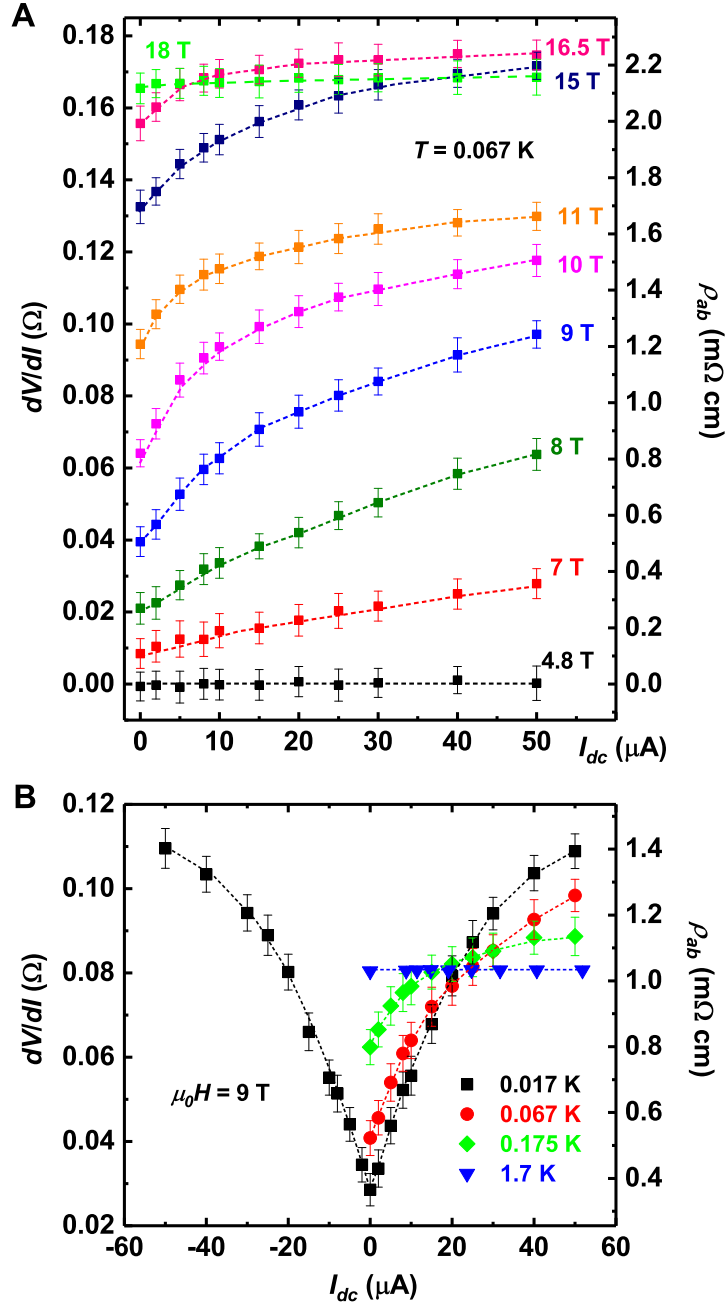 A
0.18
0.16
0.14
0.12
0.10
0.08
0.06
0.04
0.02
0.00
dV/dI (Ω)
18 T
16.5 T
15 T
T = 0.067 K
11 T
10 T
9 T
8 T
7 T
4.8 T
2.2
2.0
1.8
1.6
1.4
1.2
1.0
0.8
0.6
0.4
0.2
0.0
ρab (mΩ cm)
0 10 20 30 40 50
Idc (μA)
B
0.12
0.10
0.08
0.06
0.04
0.02
dV/dI (Ω)
μ0H = 9 T
0.017 K
0.067 K
0.175 K
1.7 K
1.4
1.2
1.0
0.8
0.6
0.4
ρab (mΩ cm)
-60 -40 -20 0 20 40 60
Idc (μA)